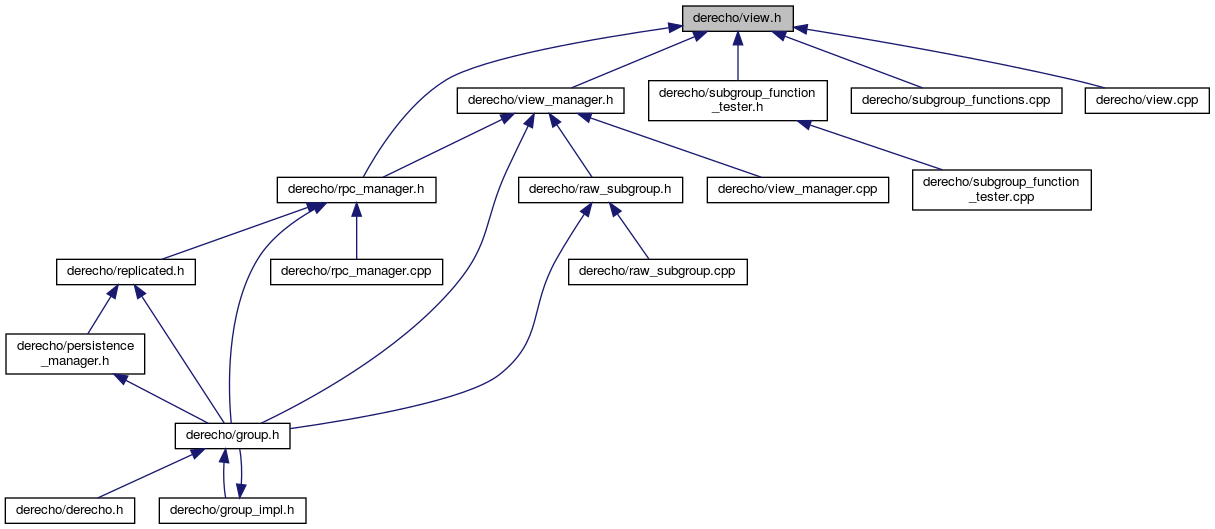 derecho/view.h
derecho/view_manager.h
derecho/subgroup_function
_tester.h
derecho/subgroup_functions.cpp
derecho/view.cpp
derecho/rpc_manager.h
derecho/raw_subgroup.h
derecho/view_manager.cpp
derecho/subgroup_function
_tester.cpp
derecho/replicated.h
derecho/rpc_manager.cpp
derecho/raw_subgroup.cpp
derecho/persistence
_manager.h
derecho/group.h
derecho/derecho.h
derecho/group_impl.h